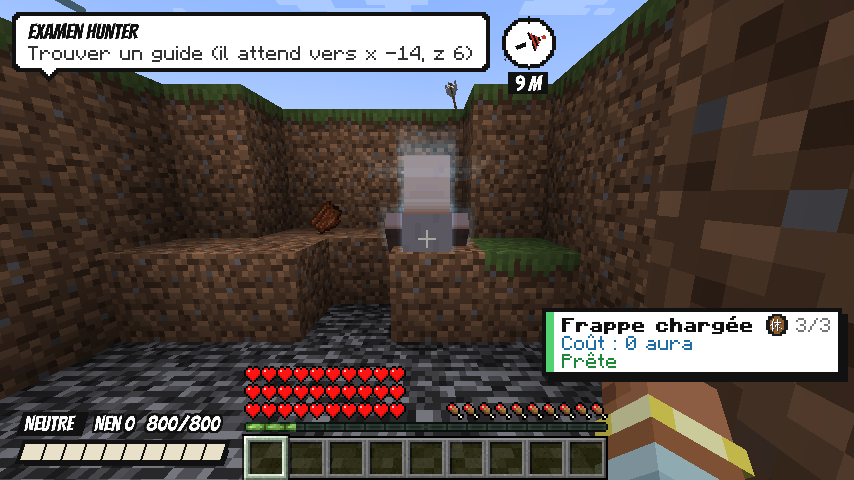 EXAMEN HUNTER
Trouver un guide (il attend vers x -14, z 6)
9 M
Frappe chargée 3/3
Coût : 0 aura
Prête
NEUTRE NEN 0 800/800